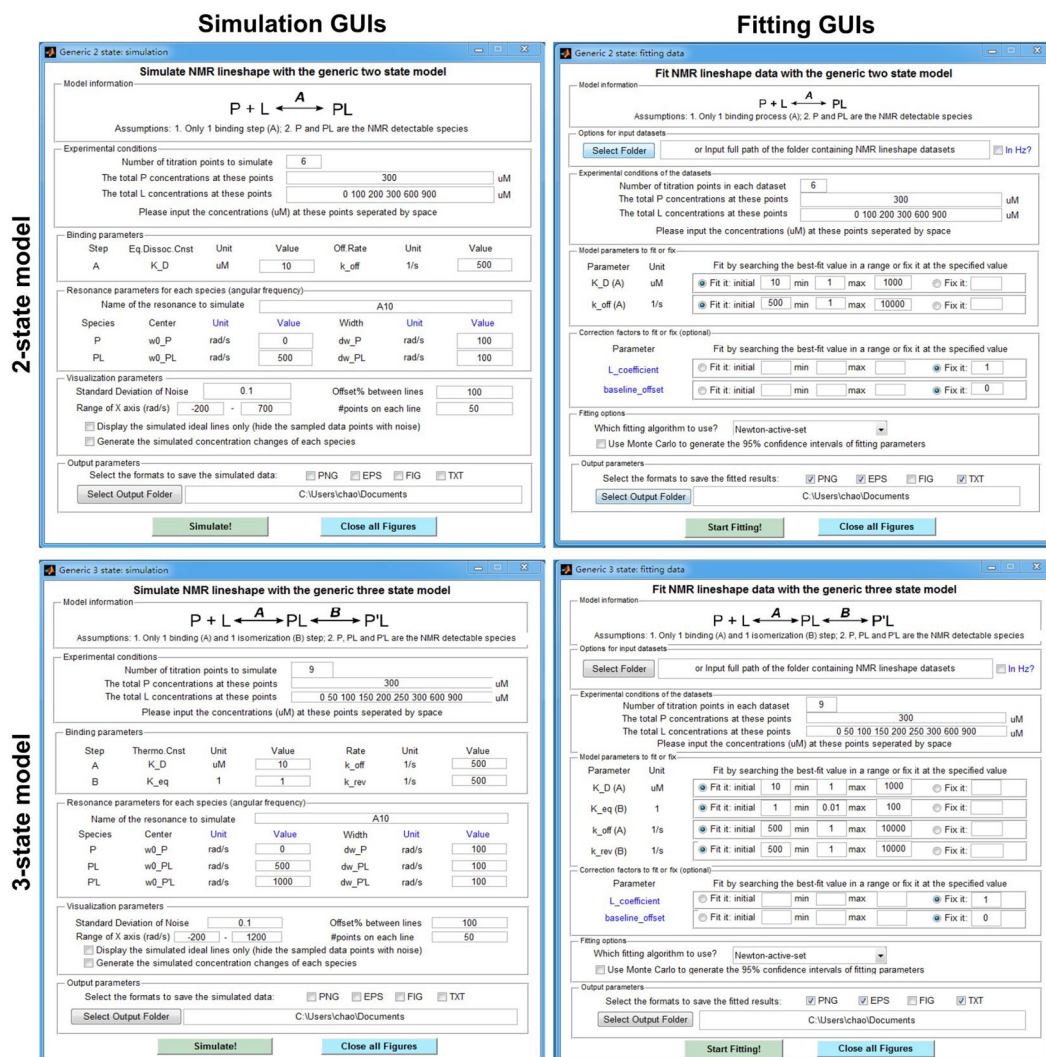 Simulation GUIs
Fitting GUIs
2-state model
Generic 2 state: simulation
Simulate NMR lineshape with the generic two state model
Model information
A
P + L ⟷ PL
Assumptions: 1. Only 1 binding step (A); 2. P and PL are the NMR detectable species
Experimental conditions
Number of titration points to simulate 6
The total P concentrations at these points 300 uM
The total L concentrations at these points 0 100 200 300 600 900 uM
Please input the concentrations (uM) at these points seperated by space
Binding parameters
Step Eq.Dissoc.Cnst Unit Value Off.Rate Unit Value
A K_D uM 10 k_off 1/s 500
Resonance parameters for each species (angular frequency)
Name of the resonance to simulate A10
Species Center Unit Value Width Unit Value
P w0_P rad/s 0 dw_P rad/s 100
PL w0_PL rad/s 500 dw_PL rad/s 100
Visualization parameters
Standard Deviation of Noise 0.1 Offset% between lines 100
Range of X axis (rad/s) -200 - 700 #points on each line 50
Display the simulated ideal lines only (hide the sampled data points with noise)
Generate the simulated concentration changes of each species
Output parameters
Select the formats to save the simulated data: PNG EPS FIG TXT
Select Output Folder C:\Users\chao\Documents
Simulate! Close all Figures
Generic 2 state: fitting data
Fit NMR lineshape data with the generic two state model
Model information
A
P + L ⟷ PL
Assumptions: 1. Only 1 binding process (A); 2. P and PL are the NMR detectable species
Options for input datasets
Select Folder or Input full path of the folder containing NMR lineshape datasets In Hz?
Experimental conditions of the datasets
Number of titration points in each dataset 6
The total P concentrations at these points 300 uM
The total L concentrations at these points 0 100 200 300 600 900 uM
Please input the concentrations (uM) at these points seperated by space
Model parameters to fit or fix
Parameter Unit Fit by searching the best-fit value in a range or fix it at the specified value
K_D (A) uM Fit it: initial 10 min 1 max 1000 Fix it:
k_off (A) 1/s Fit it: initial 500 min 1 max 10000 Fix it:
Correction factors to fit or fix (optional)
Parameter Fit by searching the best-fit value in a range or fix it at the specified value
L_coefficient Fit it: initial min max Fix it: 1
baseline_offset Fit it: initial min max Fix it: 0
Fitting options
Which fitting algorithm to use? Newton-active-set
Use Monte Carlo to generate the 95% confidence intervals of fitting parameters
Output parameters
Select the formats to save the fitted results: PNG EPS FIG TXT
Select Output Folder C:\Users\chao\Documents
Start Fitting! Close all Figures
3-state model
Generic 3 state: simulation
Simulate NMR lineshape with the generic three state model
Model information
A B
P + L ⟷ PL ⟷ P'L
Assumptions: 1. Only 1 binding (A) and 1 isomerization (B) step; 2. P, PL and P'L are the NMR detectable species
Experimental conditions
Number of titration points to simulate 9
The total P concentrations at these points 300 uM
The total L concentrations at these points 0 50 100 150 200 250 300 600 900 uM
Please input the concentrations (uM) at these points seperated by space
Binding parameters
Step Thermo.Cnst Unit Value Rate Unit Value
A K_D uM 10 k_off 1/s 500
B K_eq 1 1 k_rev 1/s 500
Resonance parameters for each species (angular frequency)
Name of the resonance to simulate A10
Species Center Unit Value Width Unit Value
P w0_P rad/s 0 dw_P rad/s 100
PL w0_PL rad/s 500 dw_PL rad/s 100
P'L w0_P'L rad/s 1000 dw_P'L rad/s 100
Visualization parameters
Standard Deviation of Noise 0.1 Offset% between lines 100
Range of X axis (rad/s) -200 - 1200 #points on each line 50
Display the simulated ideal lines only (hide the sampled data points with noise)
Generate the simulated concentration changes of each species
Output parameters
Select the formats to save the simulated data: PNG EPS FIG TXT
Select Output Folder C:\Users\chao\Documents
Simulate! Close all Figures
Generic 3 state: fitting data
Fit NMR lineshape data with the generic three state model
Model information
A B
P + L ⟷ PL ⟷ P'L
Assumptions: 1. Only 1 binding (A) and 1 isomerization (B) step; 2. P, PL and P'L are the NMR detectable species
Options for input datasets
Select Folder or Input full path of the folder containing NMR lineshape datasets In Hz?
Experimental conditions of the datasets
Number of titration points in each dataset 9
The total P concentrations at these points 300 uM
The total L concentrations at these points 0 50 100 150 200 250 300 600 900 uM
Please input the concentrations (uM) at these points seperated by space
Model parameters to fit or fix
Parameter Unit Fit by searching the best-fit value in a range or fix it at the specified value
K_D (A) uM Fit it: initial 10 min 1 max 1000 Fix it:
K_eq (B) 1 Fit it: initial 1 min 0.01 max 100 Fix it:
k_off (A) 1/s Fit it: initial 500 min 1 max 10000 Fix it:
k_rev (B) 1/s Fit it: initial 500 min 1 max 10000 Fix it:
Correction factors to fit or fix (optional)
Parameter Fit by searching the best-fit value in a range or fix it at the specified value
L_coefficient Fit it: initial min max Fix it: 1
baseline_offset Fit it: initial min max Fix it: 0
Fitting options
Which fitting algorithm to use? Newton-active-set
Use Monte Carlo to generate the 95% confidence intervals of fitting parameters
Output parameters
Select the formats to save the fitted results: PNG EPS FIG TXT
Select Output Folder C:\Users\chao\Documents
Start Fitting! Close all Figures